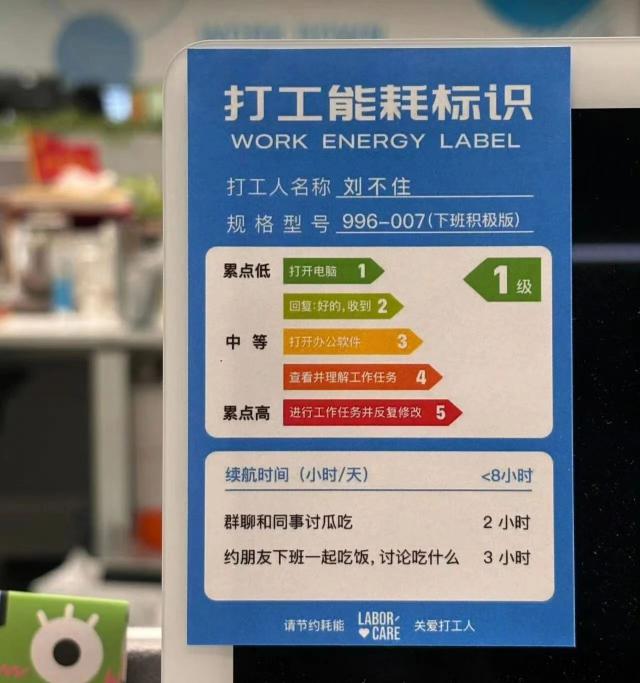 打工能耗标识
WORK ENERGY LABEL
打工人名称 刘不住
规格型号 996-007(下班积极版)
累点低 打开电脑 1
1级
回复:好的,收到 2
中等 打开办公软件 3
查看并理解工作任务 4
累点高 进行工作任务并反复修改 5
续航时间(小时/天) <8小时
群聊和同事讨瓜吃 2 小时
约朋友下班一起吃饭,讨论吃什么 3 小时
请节约耗能 LABOR CARE 关爱打工人